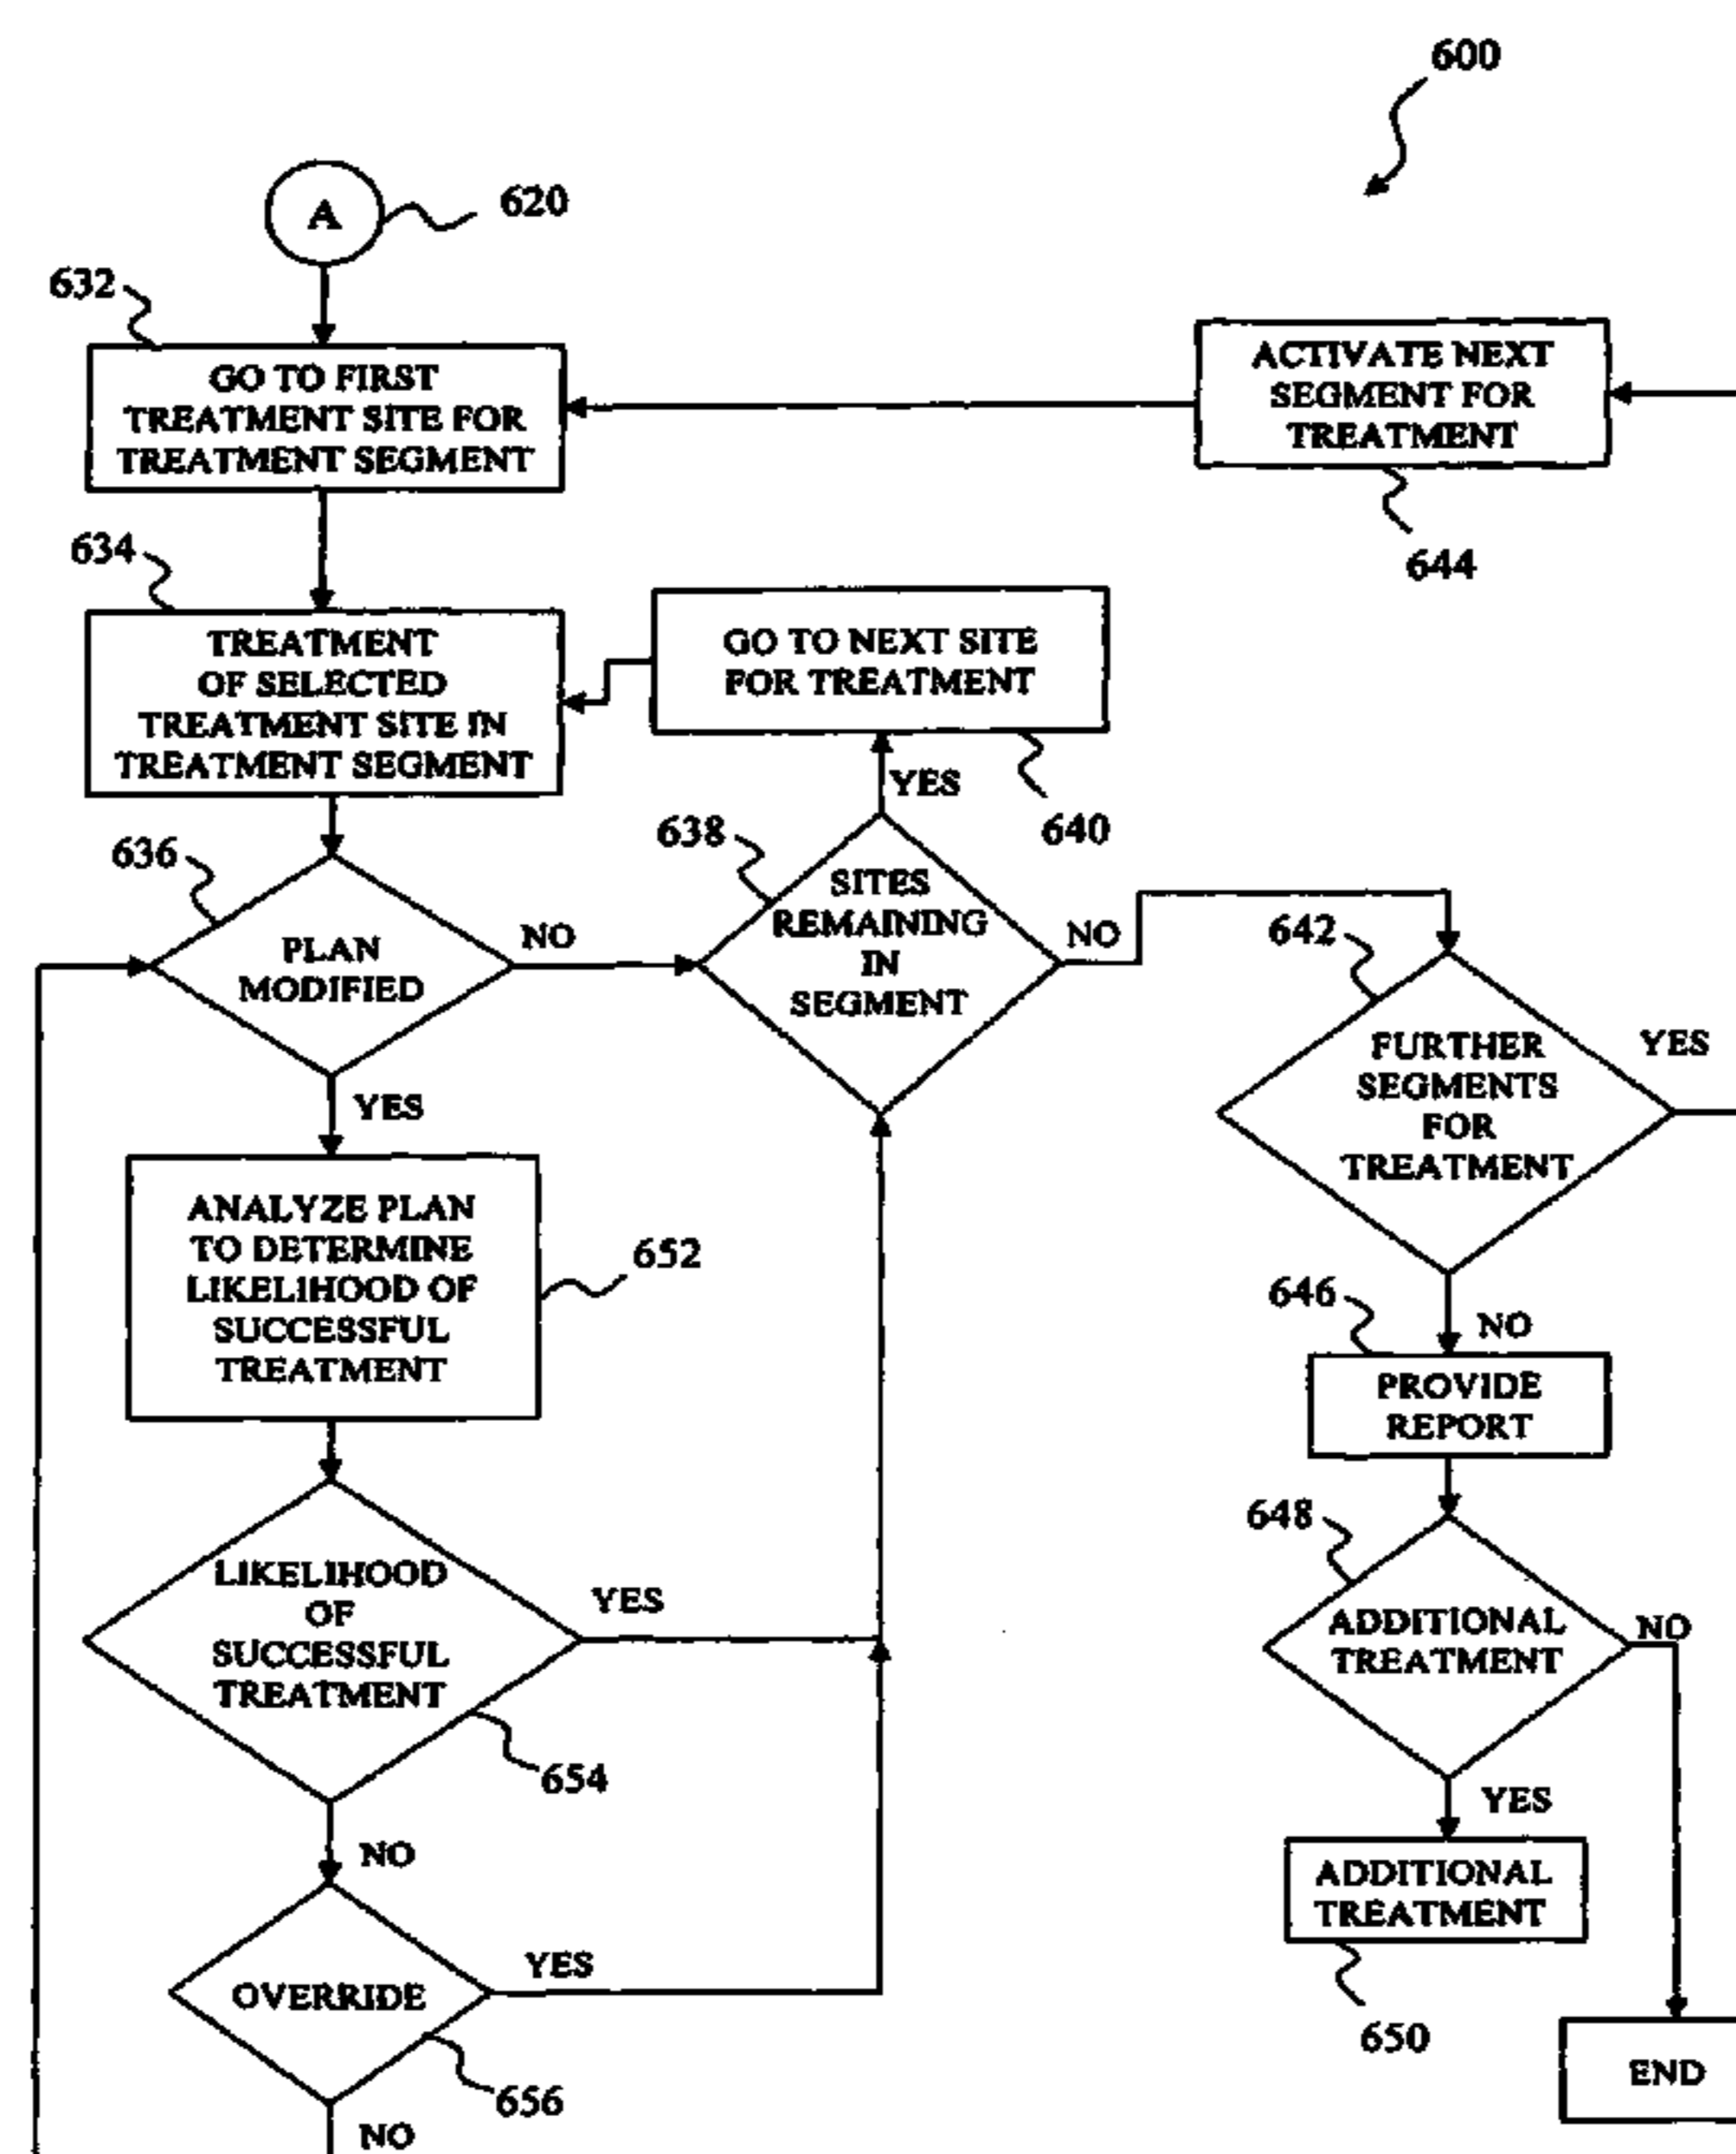 600
A
620
632
GO TO FIRST
TREATMENT SITE FOR
TREATMENT SEGMENT
ACTIVATE NEXT
SEGMENT FOR
TREATMENT
644
634
TREATMENT
OF SELECTED
TREATMENT SITE IN
TREATMENT SEGMENT
GO TO NEXT SITE
FOR TREATMENT
640
YES
636
PLAN
MODIFIED
NO
638
SITES
REMAINING
IN
SEGMENT
NO
642
FURTHER
SEGMENTS
FOR
TREATMENT
YES
YES
ANALYZE PLAN
TO DETERMINE
LIKELIHOOD OF
SUCCESSFUL
TREATMENT
652
646
NO
PROVIDE
REPORT
648
ADDITIONAL
TREATMENT
NO
LIKELIHOOD
OF
SUCCESSFUL
TREATMENT
YES
654
YES
ADDITIONAL
TREATMENT
650
NO
OVERRIDE
YES
656
NO
END